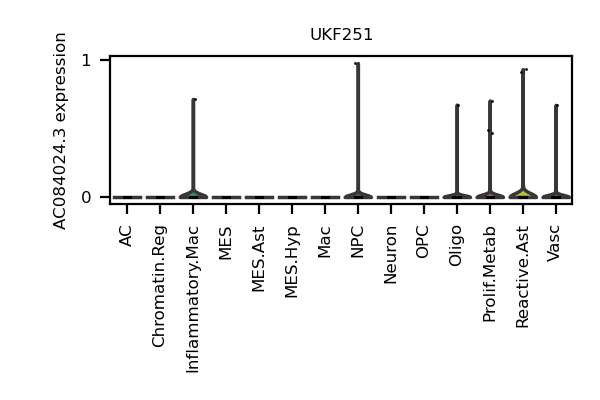 UKF251
AC084024.3 expression
1
0
AC
Chromatin.Reg
Inflammatory.Mac
MES
MES.Ast
MES.Hyp
Mac
NPC
Neuron
OPC
Oligo
Prolif.Metab
Reactive.Ast
Vasc